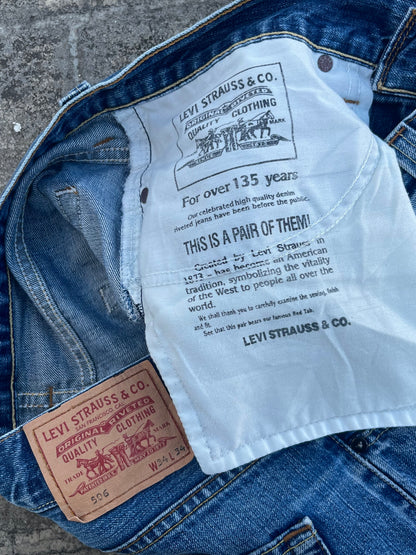 LEVI STRAUSS & CO.
ORIGINAL RIVETED
QUALITY CLOTHING
TRADE MARK
For over 135 years
Our celebrated high quality denim
riveted jeans have been before the public.
THIS IS A PAIR OF THEM!
Created by Levi Strauss in
1873 - has become an American
tradition, symbolizing the vitality
of the West to people all over the
world.
We shall thank you to carefully examine the sewing, finish
and fit.
See that this pair bears our famous Red Tab.
LEVI STRAUSS & CO.
LEVI STRAUSS & CO.
SAN FRANCISCO
ORIGINAL RIVETED
QUALITY CLOTHING
TRADE MARK
506 W34 L34